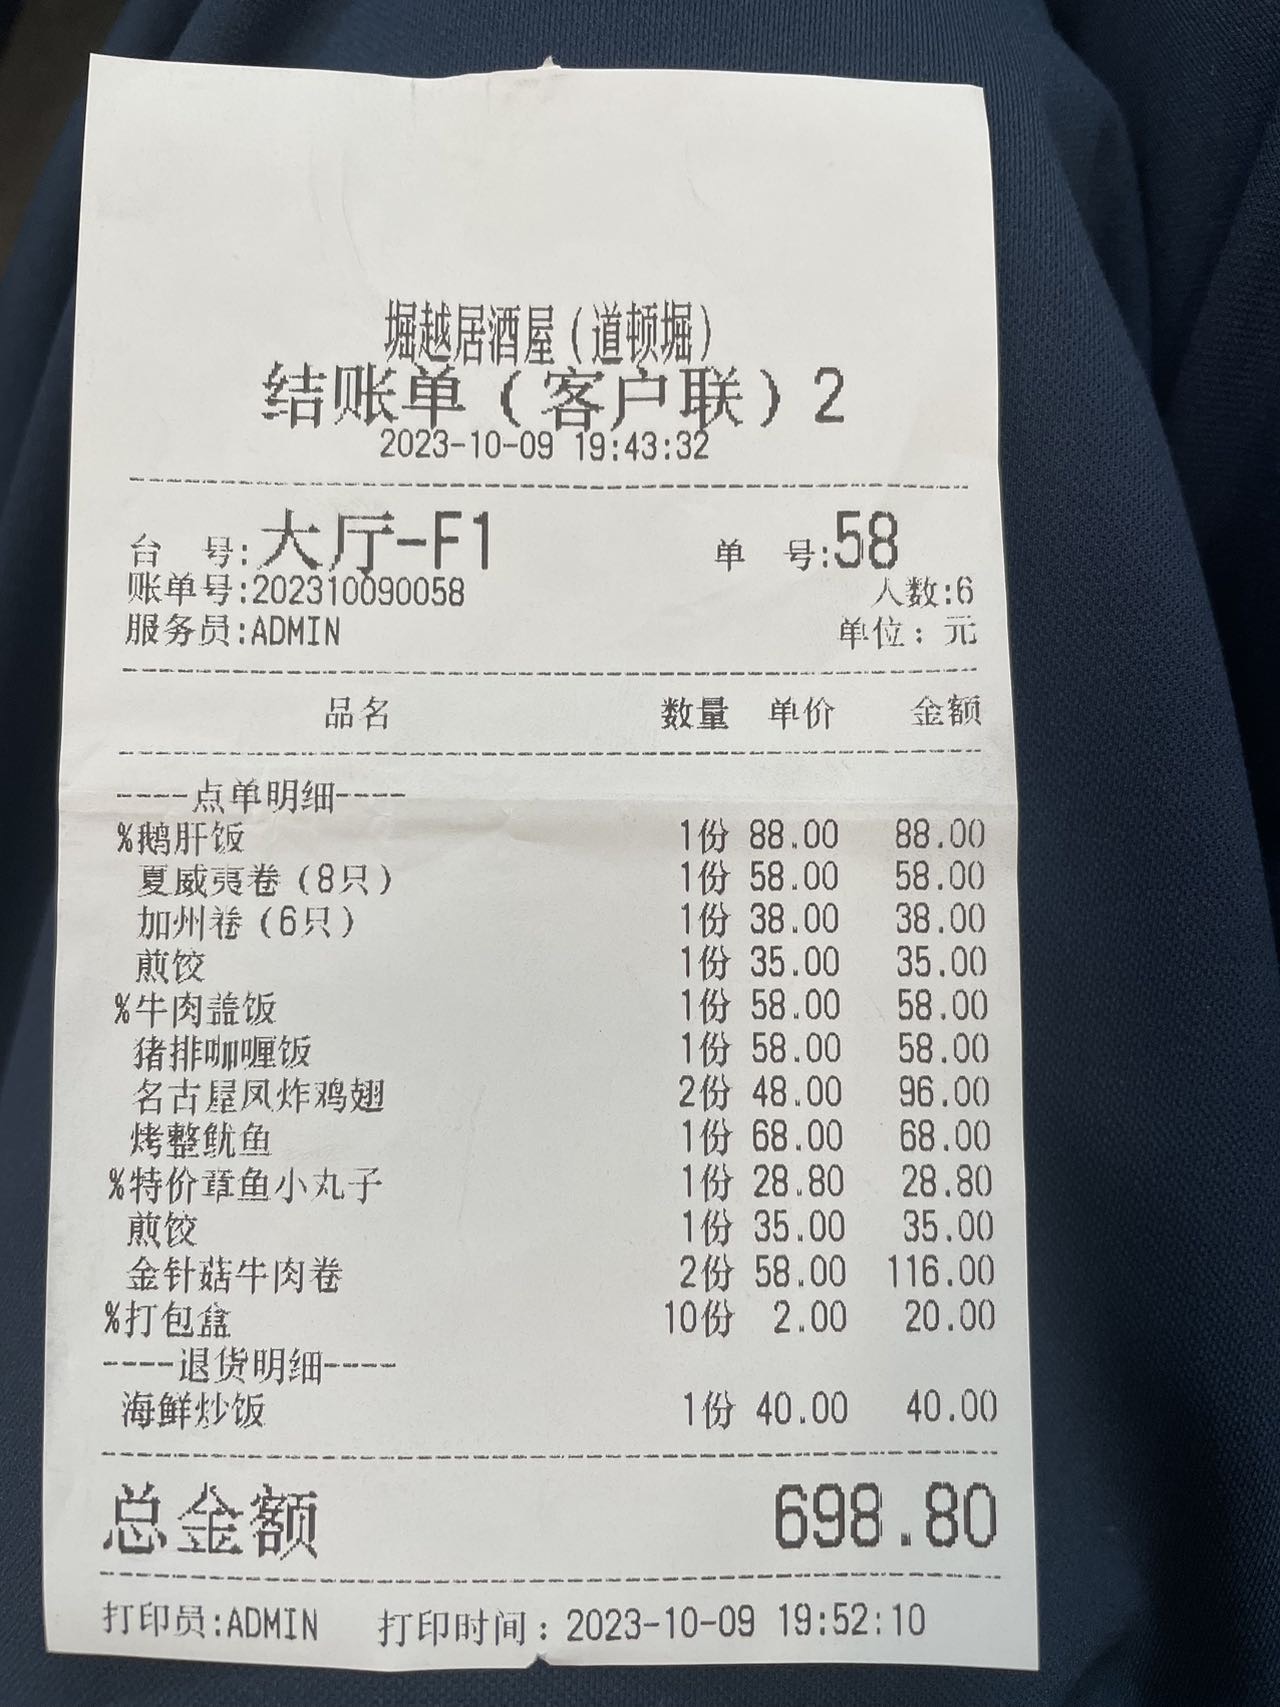 堀越居酒屋(道顿堀)
结账单(客户联)2
2023-10-09 19:43:32
台 号:大厅-F1 单 号:58
账单号:202310090058 人数:6
服务员:ADMIN 单位:元
品名 数量 单价 金额
----点单明细----
%鹅肝饭 1份 88.00 88.00
夏威夷卷(8只) 1份 58.00 58.00
加州卷(6只) 1份 38.00 38.00
煎饺 1份 35.00 35.00
%牛肉盖饭 1份 58.00 58.00
猪排咖喱饭 1份 58.00 58.00
名古屋风炸鸡翅 2份 48.00 96.00
烤整鱿鱼 1份 68.00 68.00
%特价章鱼小丸子 1份 28.80 28.80
煎饺 1份 35.00 35.00
金针菇牛肉卷 2份 58.00 116.00
%打包盒 10份 2.00 20.00
----退货明细----
海鲜炒饭 1份 40.00 40.00
总金额 698.80
打印员:ADMIN 打印时间:2023-10-09 19:52:10